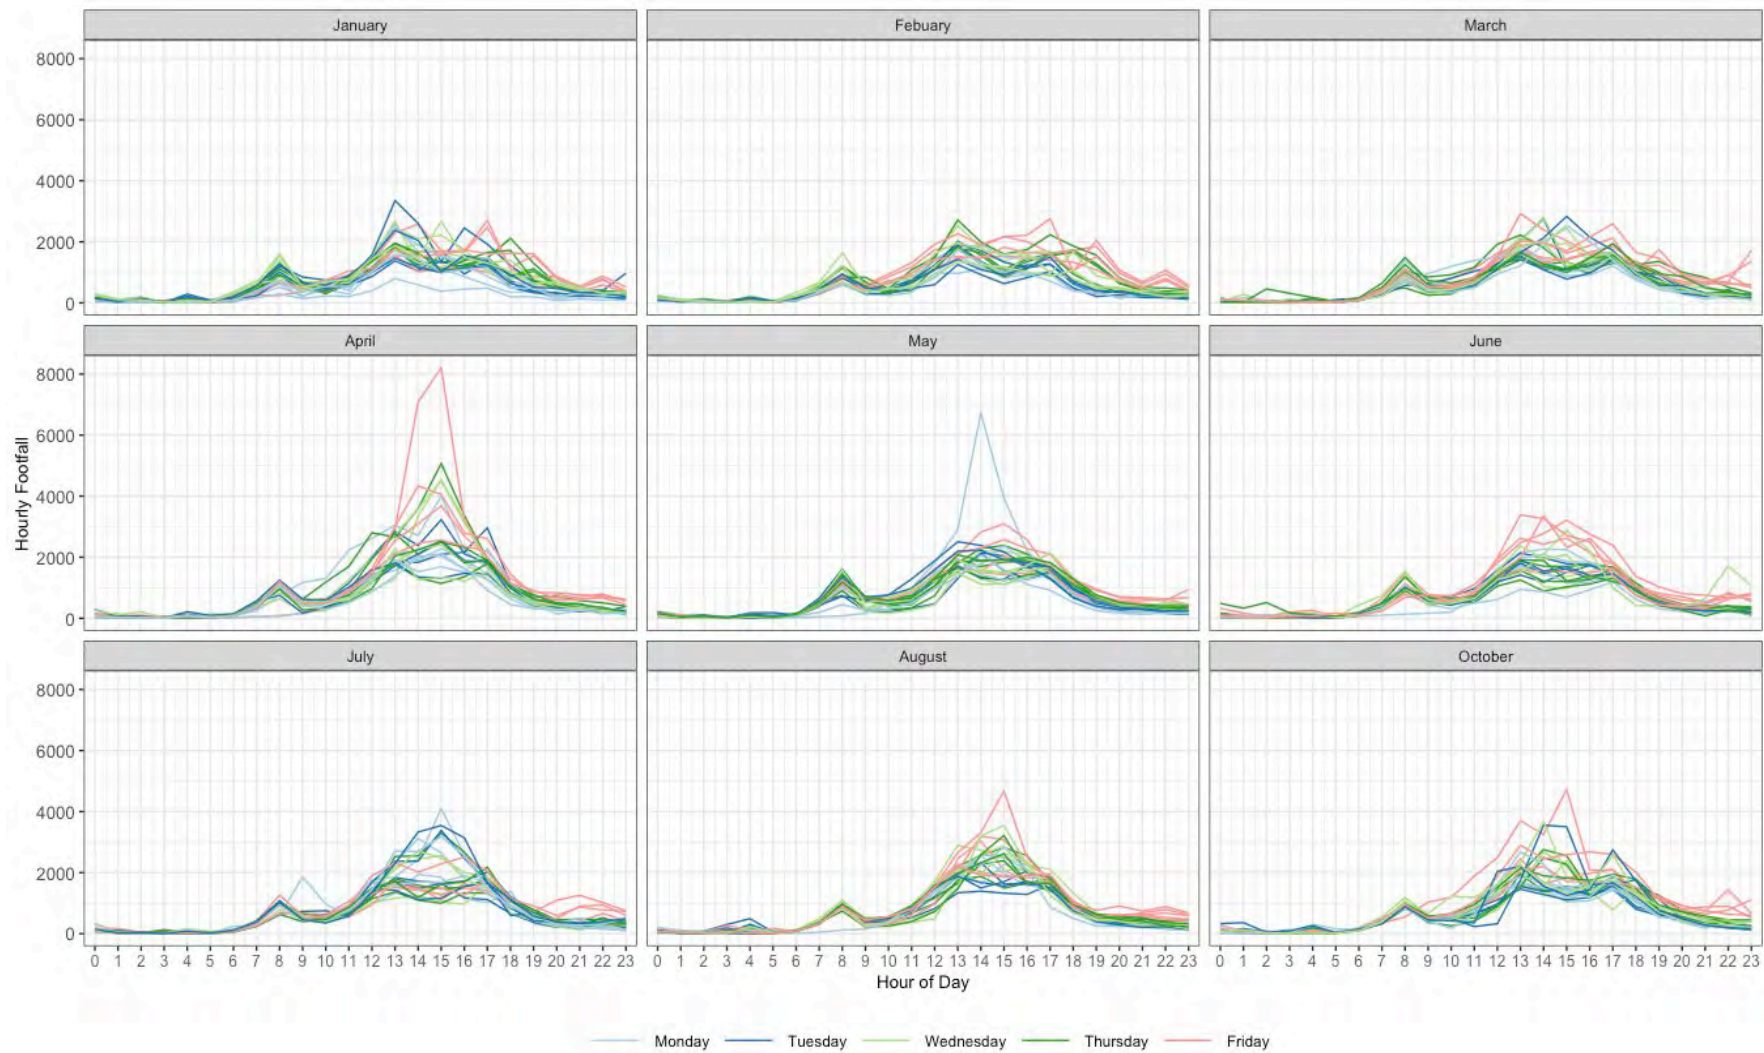 January Febuary March
8000
6000
4000
2000
0
April May June
8000
6000
4000
2000
0
Hourly Footfall
July August October
8000
6000
4000
2000
0
0 1 2 3 4 5 6 7 8 9 10 11 12 13 14 15 16 17 18 19 20 21 22 23 0 1 2 3 4 5 6 7 8 9 10 11 12 13 14 15 16 17 18 19 20 21 22 23 0 1 2 3 4 5 6 7 8 9 10 11 12 13 14 15 16 17 18 19 20 21 22 23
Hour of Day
Monday Tuesday Wednesday Thursday Friday